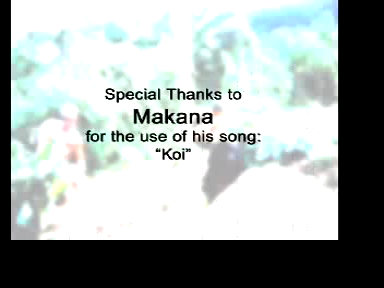 Special Thanks to
Makana
for the use of his song:
“Koi”